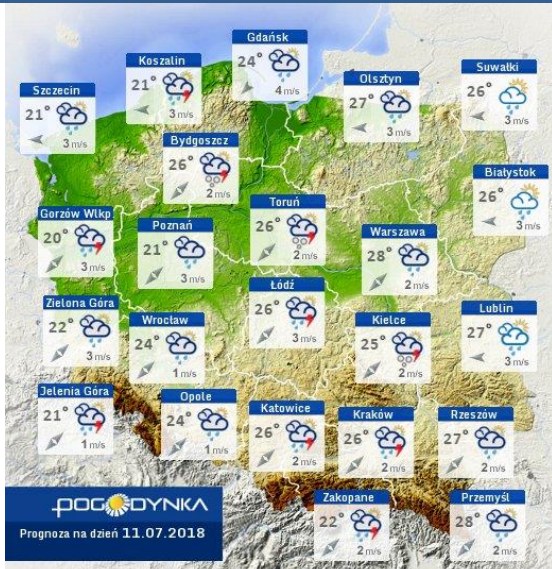 Gdańsk
24°
4 m/s
Koszalin
21°
3 m/s
Suwałki
26°
3 m/s
Olsztyn
27°
3 m/s
Szczecin
21°
3 m/s
Bydgoszcz
26°
2 m/s
Białystok
26°
3 m/s
Toruń
26°
2 m/s
Gorzów Wlkp
20°
3 m/s
Poznań
21°
3 m/s
Warszawa
28°
2 m/s
Łódź
26°
3 m/s
Zielona Góra
22°
3 m/s
Wrocław
24°
1 m/s
Kielce
25°
2 m/s
Lublin
27°
3 m/s
Jelenia Góra
21°
1 m/s
Opole
24°
1 m/s
Katowice
26°
2 m/s
Kraków
26°
2 m/s
Rzeszów
27°
2 m/s
Zakopane
22°
2 m/s
Przemyśl
28°
2 m/s
POGODYNKA
Prognoza na dzień 11.07.2018